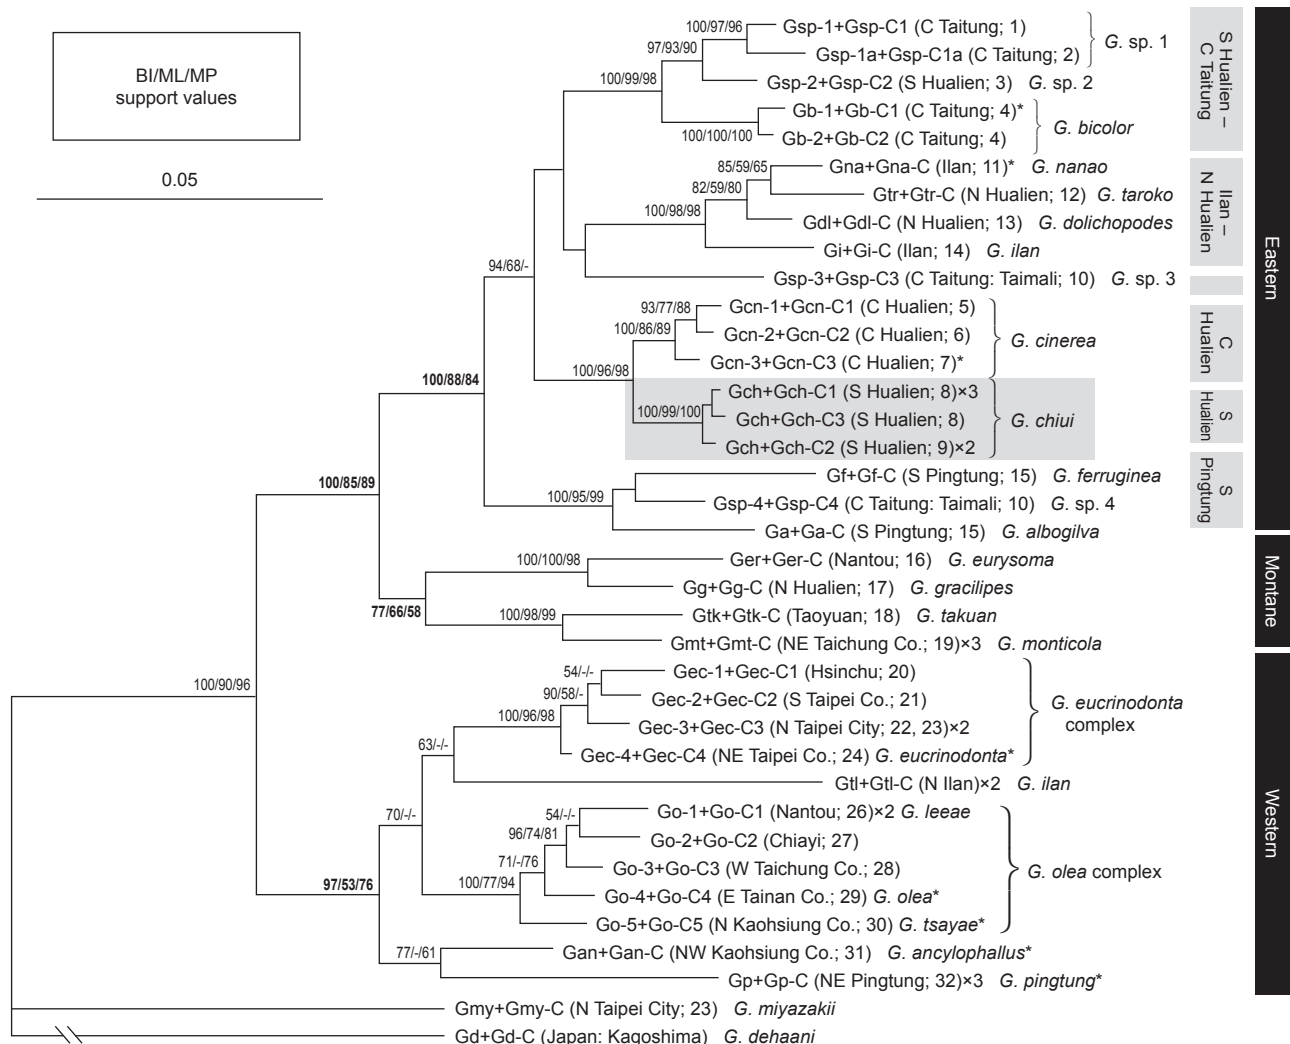 BI/ML/MP
support values
0.05
100/97/96
Gsp-1+Gsp-C1 (C Taitung; 1)
97/93/90
Gsp-1a+Gsp-C1a (C Taitung; 2)
G. sp. 1
100/99/98
Gsp-2+Gsp-C2 (S Hualien; 3) G. sp. 2
Gb-1+Gb-C1 (C Taitung; 4)*
100/100/100
Gb-2+Gb-C2 (C Taitung; 4)
G. bicolor
S Hualien –
C Taitung
85/59/65
Gna+Gna-C (Ilan; 11)* G. nanao
82/59/80
Gtr+Gtr-C (N Hualien; 12) G. taroko
100/98/98
Gdl+Gdl-C (N Hualien; 13) G. dolichopodes
Gi+Gi-C (Ilan; 14) G. ilan
Ilan –
N Hualien
94/68/-
Gsp-3+Gsp-C3 (C Taitung: Taimali; 10) G. sp. 3
93/77/88
Gcn-1+Gcn-C1 (C Hualien; 5)
100/86/89
Gcn-2+Gcn-C2 (C Hualien; 6)
G. cinerea
Gcn-3+Gcn-C3 (C Hualien; 7)*
C
Hualien
100/96/98
100/88/84
Gch+Gch-C1 (S Hualien; 8)×3
100/99/100
Gch+Gch-C3 (S Hualien; 8)
G. chiui
Gch+Gch-C2 (S Hualien; 9)×2
S
Hualien
100/85/89
Gf+Gf-C (S Pingtung; 15) G. ferruginea
100/95/99
Gsp-4+Gsp-C4 (C Taitung: Taimali; 10) G. sp. 4
Ga+Ga-C (S Pingtung; 15) G. albogilva
S
Pingtung
Eastern
100/100/98
Ger+Ger-C (Nantou; 16) G. eurysoma
Gg+Gg-C (N Hualien; 17) G. gracilipes
77/66/58
100/98/99
Gtk+Gtk-C (Taoyuan; 18) G. takuan
Gmt+Gmt-C (NE Taichung Co.; 19)×3 G. monticola
Montane
100/90/96
54/-/-
Gec-1+Gec-C1 (Hsinchu; 20)
90/58/-
Gec-2+Gec-C2 (S Taipei Co.; 21)
100/96/98
Gec-3+Gec-C3 (N Taipei City; 22, 23)×2
G. eucrinodonta
complex
63/-/-
Gec-4+Gec-C4 (NE Taipei Co.; 24) G. eucrinodonta*
Gtl+Gtl-C (N Ilan)×2 G. ilan
70/-/-
54/-/-
Go-1+Go-C1 (Nantou; 26)×2 G. leeae
96/74/81
Go-2+Go-C2 (Chiayi; 27)
71/-/76
Go-3+Go-C3 (W Taichung Co.; 28)
G. olea complex
97/53/76
100/77/94
Go-4+Go-C4 (E Tainan Co.; 29) G. olea*
Go-5+Go-C5 (N Kaohsiung Co.; 30) G. tsayae*
77/-/61
Gan+Gan-C (NW Kaohsiung Co.; 31) G. ancylophallus*
Gp+Gp-C (NE Pingtung; 32)×3 G. pingtung*
Western
Gmy+Gmy-C (N Taipei City; 23) G. miyazakii
Gd+Gd-C (Japan: Kagoshima) G. dehaani